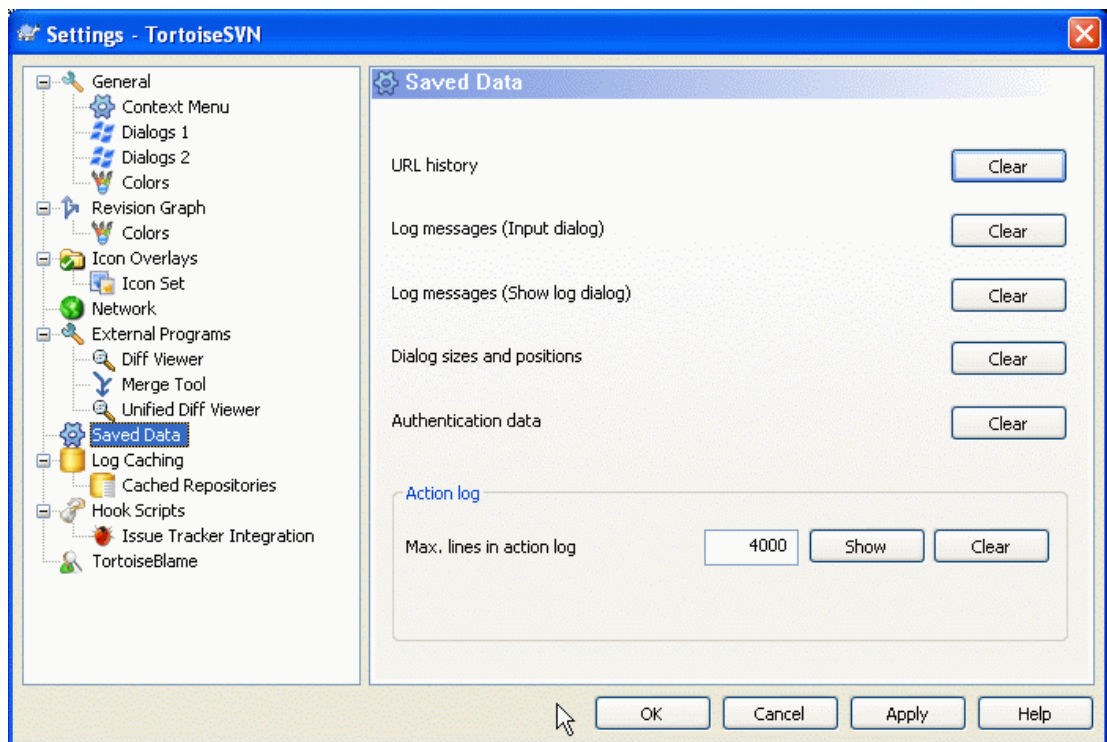 Settings - TortoiseSVN
General
Context Menu
Dialogs 1
Dialogs 2
Colors
Revision Graph
Colors
Icon Overlays
Icon Set
Network
External Programs
Diff Viewer
Merge Tool
Unified Diff Viewer
Saved Data
Log Caching
Cached Repositories
Hook Scripts
Issue Tracker Integration
TortoiseBlame
Saved Data
URL history Clear
Log messages (Input dialog) Clear
Log messages (Show log dialog) Clear
Dialog sizes and positions Clear
Authentication data Clear
Action log
Max. lines in action log 4000 Show Clear
OK Cancel Apply Help